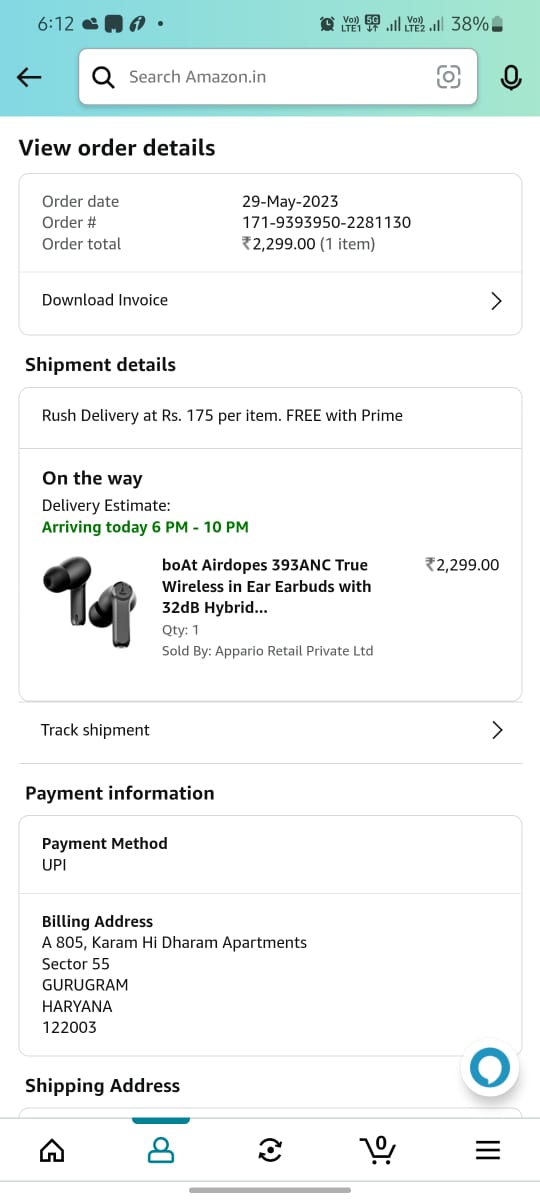 6:12
Vo)) LTE1 5G Vo)) LTE2 38%
Search Amazon.in
View order details
Order date 29-May-2023
Order # 171-9393950-2281130
Order total ₹2,299.00 (1 item)
Download Invoice
Shipment details
Rush Delivery at Rs. 175 per item. FREE with Prime
On the way
Delivery Estimate:
Arriving today 6 PM - 10 PM
boAt Airdopes 393ANC True ₹2,299.00
Wireless in Ear Earbuds with
32dB Hybrid...
Qty: 1
Sold By: Appario Retail Private Ltd
Track shipment
Payment information
Payment Method
UPI
Billing Address
A 805, Karam Hi Dharam Apartments
Sector 55
GURUGRAM
HARYANA
122003
Shipping Address
0